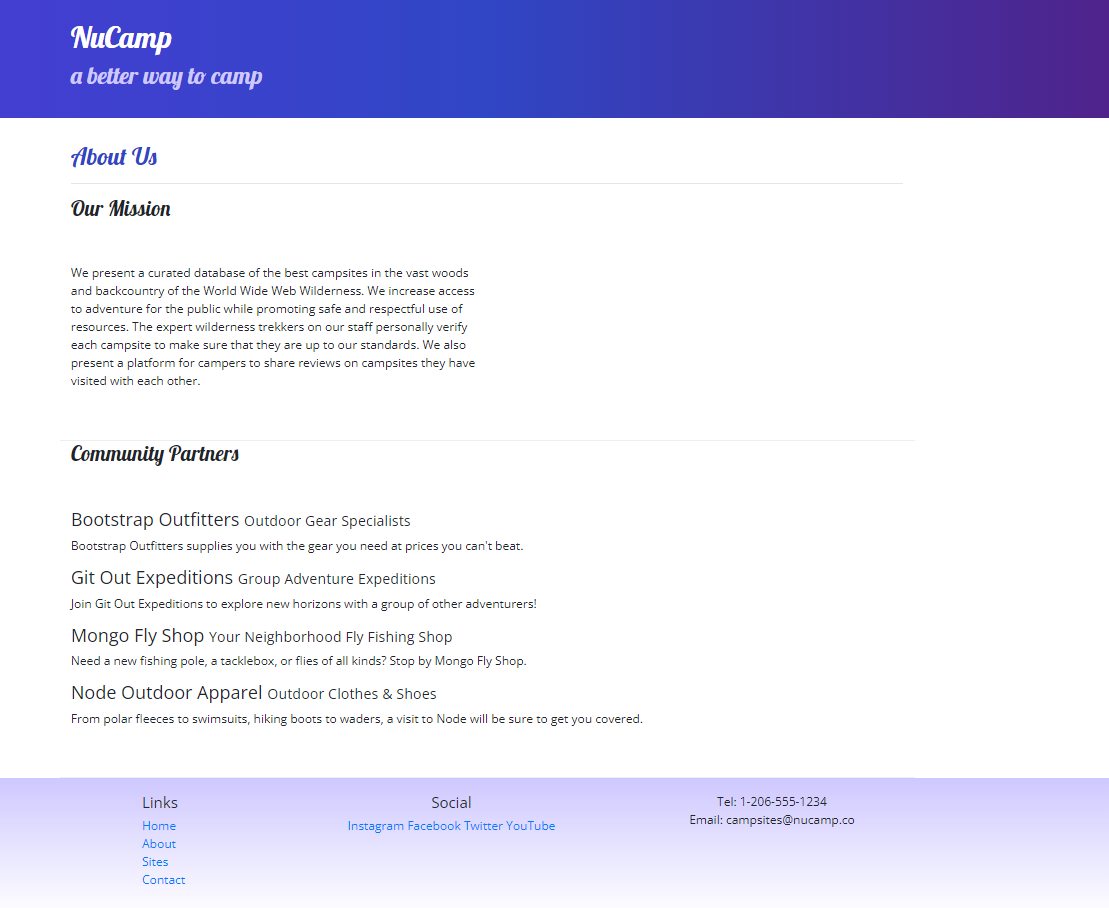 NuCamp
a better way to camp
About Us
Our Mission
We present a curated database of the best campsites in the vast woods
and backcountry of the World Wide Web Wilderness. We increase access
to adventure for the public while promoting safe and respectful use of
resources. The expert wilderness trekkers on our staff personally verify
each campsite to make sure that they are up to our standards. We also
present a platform for campers to share reviews on campsites they have
visited with each other.
Community Partners
Bootstrap Outfitters Outdoor Gear Specialists
Bootstrap Outfitters supplies you with the gear you need at prices you can't beat.
Git Out Expeditions Group Adventure Expeditions
Join Git Out Expeditions to explore new horizons with a group of other adventurers!
Mongo Fly Shop Your Neighborhood Fly Fishing Shop
Need a new fishing pole, a tacklebox, or flies of all kinds? Stop by Mongo Fly Shop.
Node Outdoor Apparel Outdoor Clothes & Shoes
From polar fleeces to swimsuits, hiking boots to waders, a visit to Node will be sure to get you covered.
Links
Home
About
Sites
Contact
Social
Instagram Facebook Twitter YouTube
Tel: 1-206-555-1234
Email: campsites@nucamp.co